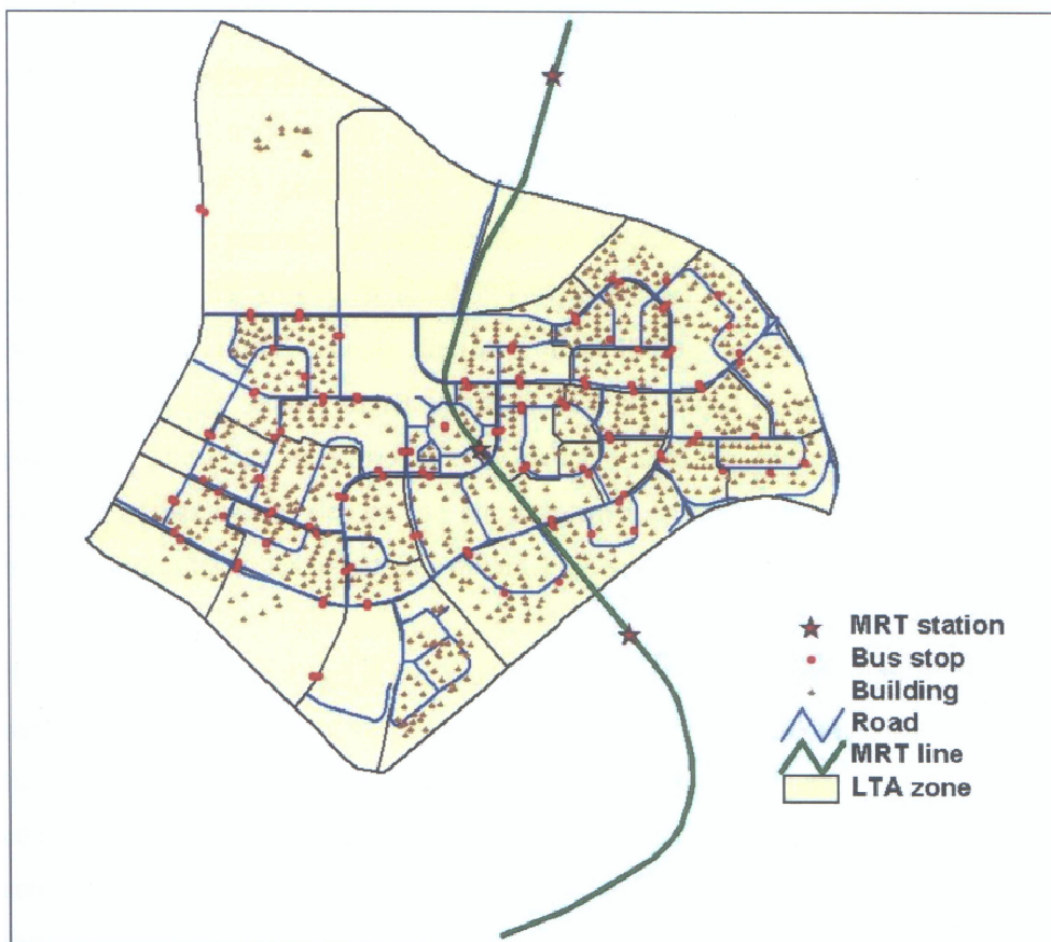 MRT station
Bus stop
Building
Road
MRT line
LTA zone